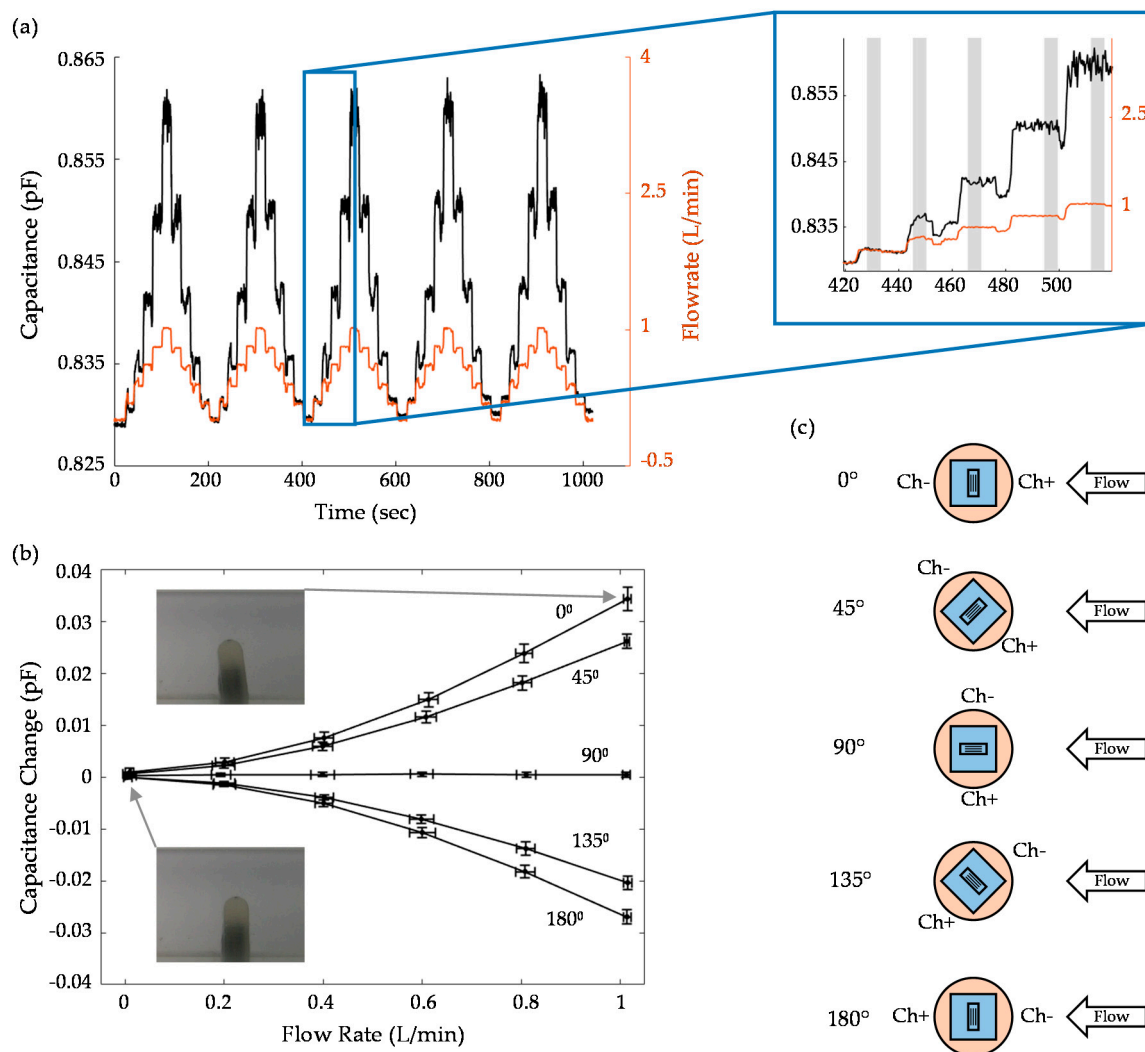 (a)
0.865
0.855
0.845
0.835
0.825
Capacitance (pF)
0
200
400
600
800
1000
Time (sec)
4
2.5
1
-0.5
Flowrate (L/min)
0.855
0.845
0.835
420
440
460
480
500
2.5
1
(b)
0.04
0.03
0.02
0.01
0
-0.01
-0.02
-0.03
-0.04
Capacitance Change (pF)
0⁰
45⁰
90⁰
135⁰
180⁰
0
0.2
0.4
0.6
0.8
1
Flow Rate (L/min)
(c)
0°
Ch-
Ch+
Flow
45°
Ch-
Ch+
Flow
90°
Ch-
Ch+
Flow
135°
Ch-
Ch+
Flow
180°
Ch+
Ch-
Flow